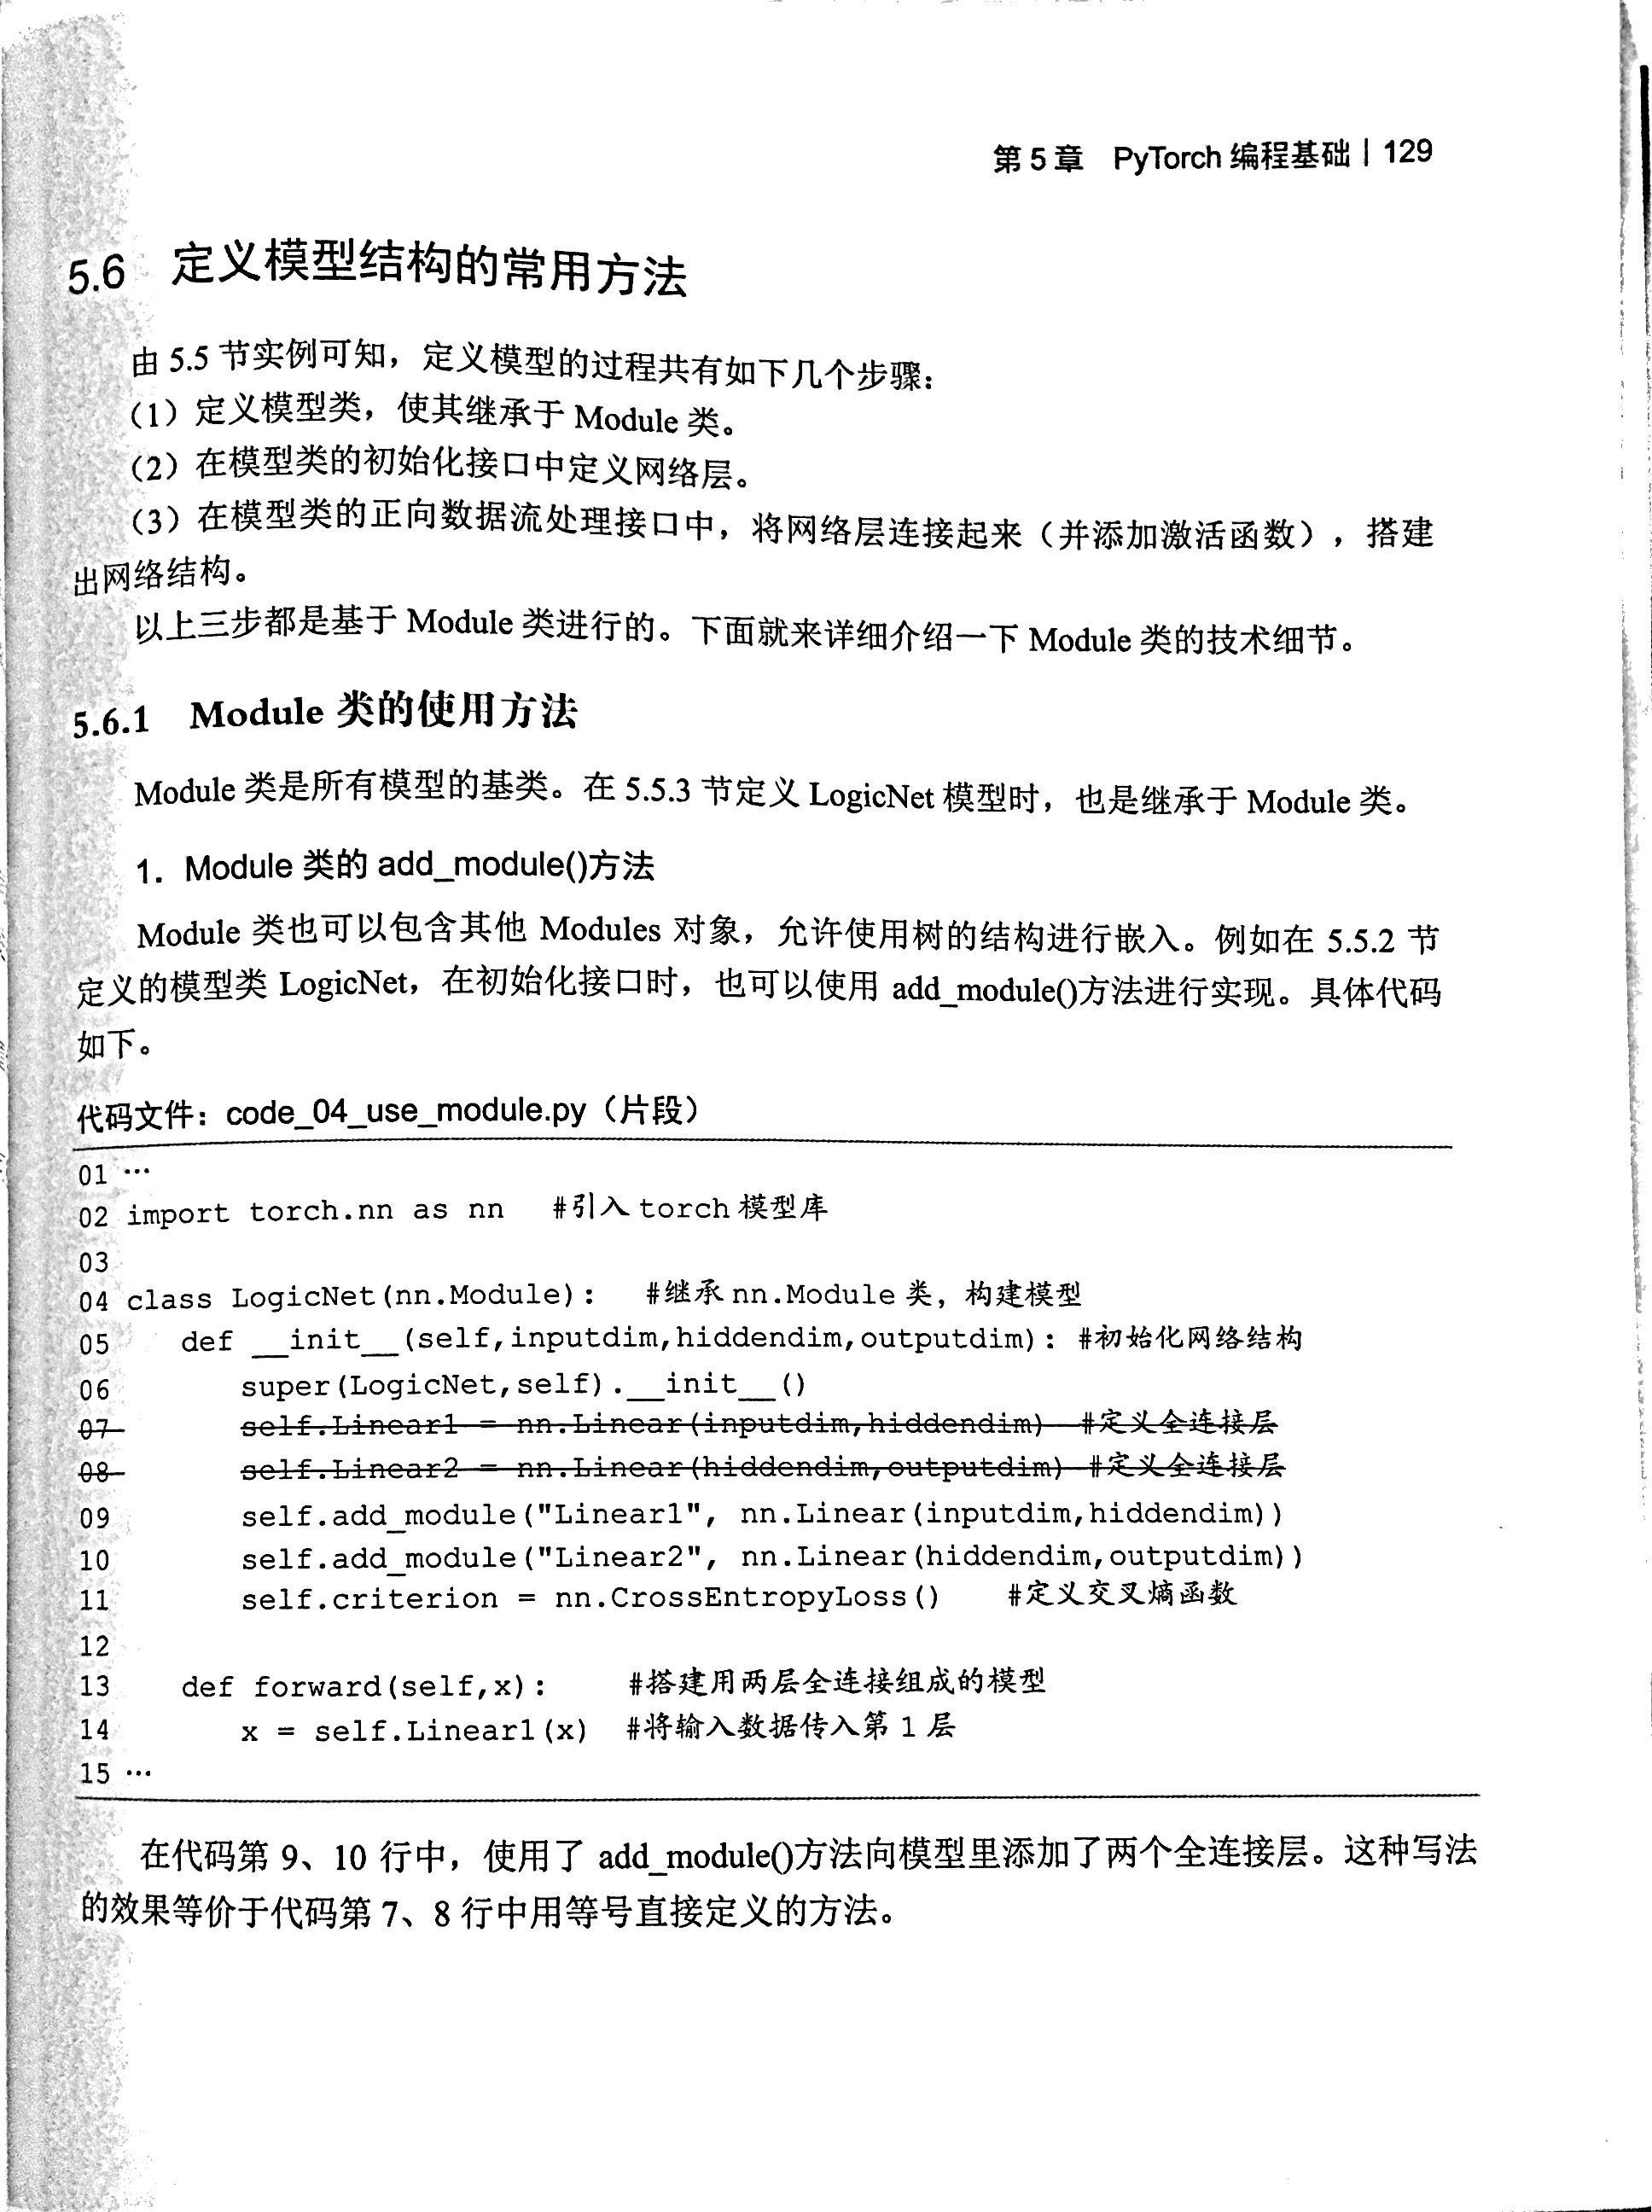 第5章 PyTorch 编程基础 | 129
5.6 定义模型结构的常用方法
由 5.5 节实例可知，定义模型的过程共有如下几个步骤：
（1）定义模型类，使其继承于 Module 类。
（2）在模型类的初始化接口中定义网络层。
（3）在模型类的正向数据流处理接口中，将网络层连接起来（并添加激活函数），搭建
出网络结构。
以上三步都是基于 Module 类进行的。下面就来详细介绍一下 Module 类的技术细节。
5.6.1 Module 类的使用方法
Module 类是所有模型的基类。在 5.5.3 节定义 LogicNet 模型时，也是继承于 Module 类。
1. Module 类的 add_module()方法
Module 类也可以包含其他 Modules 对象，允许使用树的结构进行嵌入。例如在 5.5.2 节
定义的模型类 LogicNet，在初始化接口时，也可以使用 add_module()方法进行实现。具体代码
如下。
代码文件：code_04_use_module.py（片段）
01 …
02 import torch.nn as nn #引入 torch 模型库
03
04 class LogicNet(nn.Module): #继承 nn.Module 类，构建模型
05 def __init__(self,inputdim,hiddendim,outputdim): #初始化网络结构
06 super(LogicNet,self).__init__()
07 self.Linear1 = nn.Linear(inputdim,hiddendim) #定义全连接层
08 self.Linear2 = nn.Linear(hiddendim,outputdim) #定义全连接层
09 self.add_module("Linear1", nn.Linear(inputdim,hiddendim))
10 self.add_module("Linear2", nn.Linear(hiddendim,outputdim))
11 self.criterion = nn.CrossEntropyLoss() #定义交叉熵函数
12
13 def forward(self,x): #搭建用两层全连接组成的模型
14 x = self.Linear1(x) #将输入数据传入第 1 层
15 …
在代码第 9、10 行中，使用了 add_module()方法向模型里添加了两个全连接层。这种写法
的效果等价于代码第 7、8 行中用等号直接定义的方法。